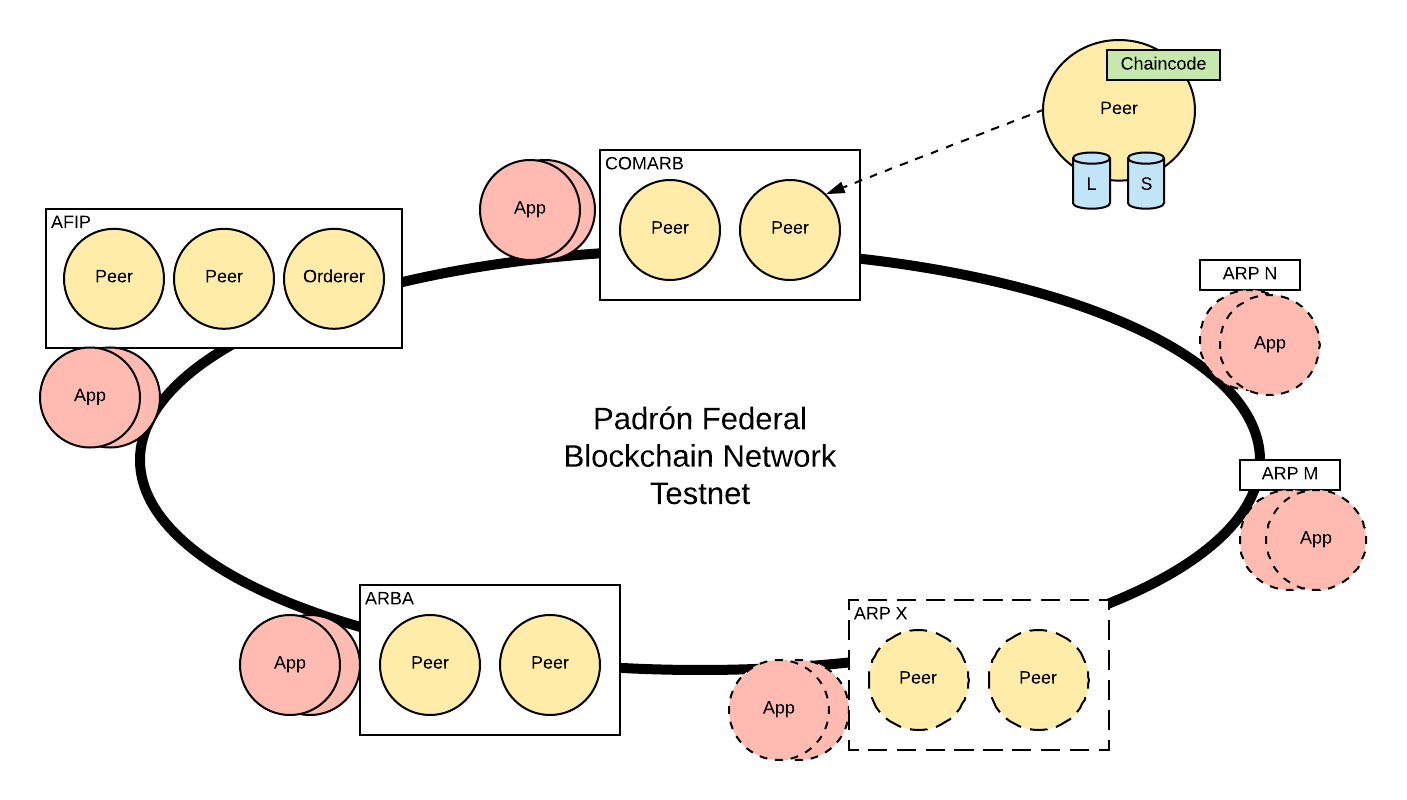 Chaincode
Peer
L
S
COMARB
App
Peer
Peer
AFIP
Peer
Peer
Orderer
App
ARP N
App
Padrón Federal
Blockchain Network
Testnet
ARP M
App
ARBA
Peer
Peer
App
ARP X
Peer
Peer
App